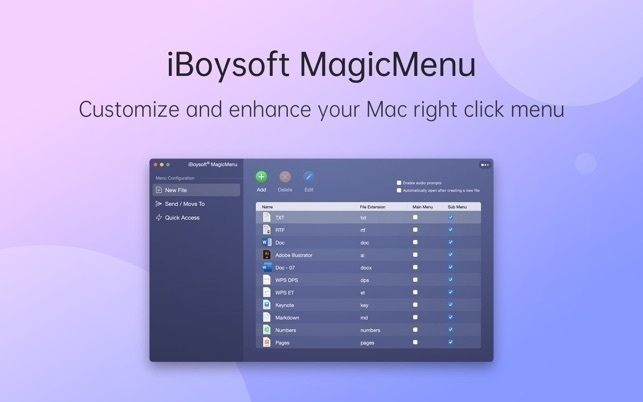 iBoysoft MagicMenu
Customize and enhance your Mac right click menu
iBoysoft® MagicMenu
Menu Configuration
New File
Send / Move To
Quick Access
Add Delete Edit
Enable audio prompts
Automatically open after creating a new file
Name File Extension Main Menu Sub Menu
TXT txt
RTF rtf
Doc doc
Adobe Illustrator ai
Doc - 07 docx
WPS DPS dps
WPS ET et
Keynote key
Markdown md
Numbers numbers
Pages pages